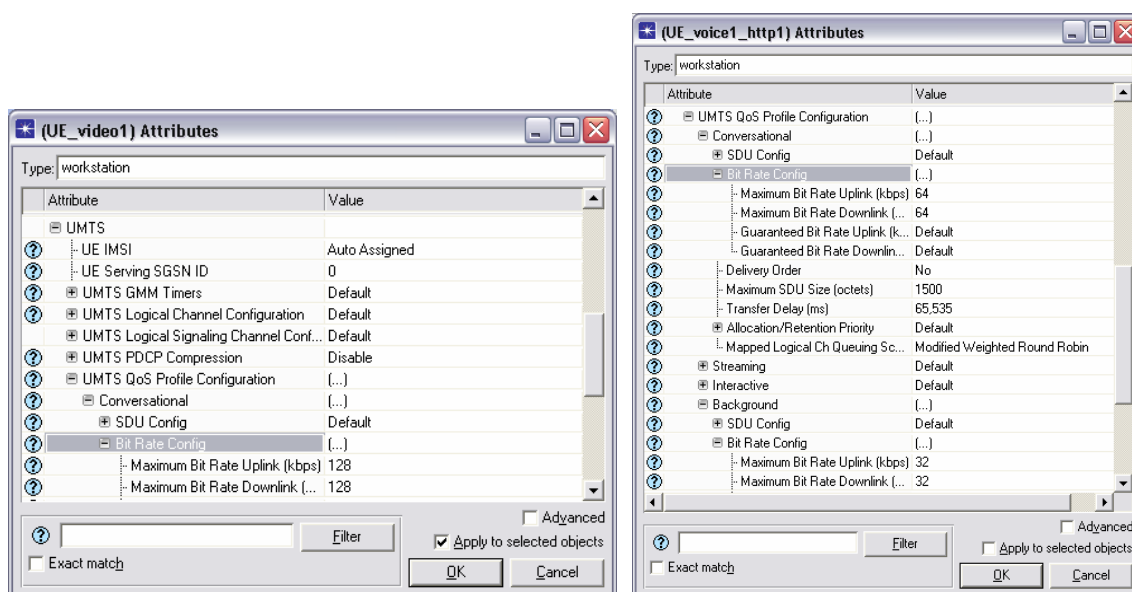 (UE_video1) Attributes
Type: workstation
Attribute Value
UMTS
UE IMSI Auto Assigned
UE Serving SGSN ID 0
UMTS GMM Timers Default
UMTS Logical Channel Configuration Default
UMTS Logical Signaling Channel Conf... Default
UMTS PDCP Compression Disable
UMTS QoS Profile Configuration (...)
Conversational (...)
SDU Config Default
Bit Rate Config (...)
Maximum Bit Rate Uplink (kbps) 128
Maximum Bit Rate Downlink (... 128
Advanced
Filter
Apply to selected objects
Exact match
OK Cancel
(UE_voice1_http1) Attributes
Type: workstation
Attribute Value
UMTS QoS Profile Configuration (...)
Conversational (...)
SDU Config Default
Bit Rate Config (...)
Maximum Bit Rate Uplink (kbps) 64
Maximum Bit Rate Downlink (... 64
Guaranteed Bit Rate Uplink (k... Default
Guaranteed Bit Rate Downlin... Default
Delivery Order No
Maximum SDU Size (octets) 1500
Transfer Delay (ms) 65,535
Allocation/Retention Priority Default
Mapped Logical Ch Queuing Sc... Modified Weighted Round Robin
Streaming Default
Interactive Default
Background (...)
SDU Config Default
Bit Rate Config (...)
Maximum Bit Rate Uplink (kbps) 32
Maximum Bit Rate Downlink (... 32
Advanced
Filter
Apply to selected objects
Exact match
OK Cancel